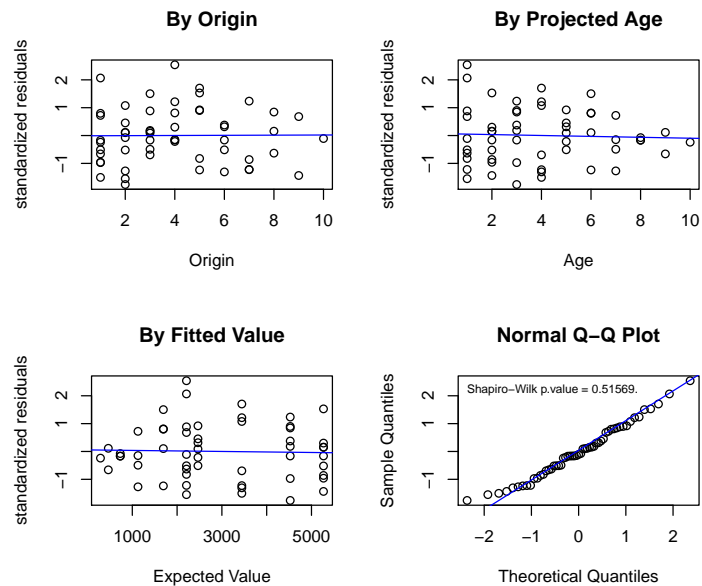 By Origin
standardized residuals
2
1
−1
2 4 6 8 10
Origin
By Projected Age
standardized residuals
2
1
−1
2 4 6 8 10
Age
By Fitted Value
standardized residuals
2
1
−1
1000 3000 5000
Expected Value
Normal Q−Q Plot
Shapiro−Wilk p.value = 0.51569.
Sample Quantiles
2
1
−1
−2 −1 0 1 2
Theoretical Quantiles